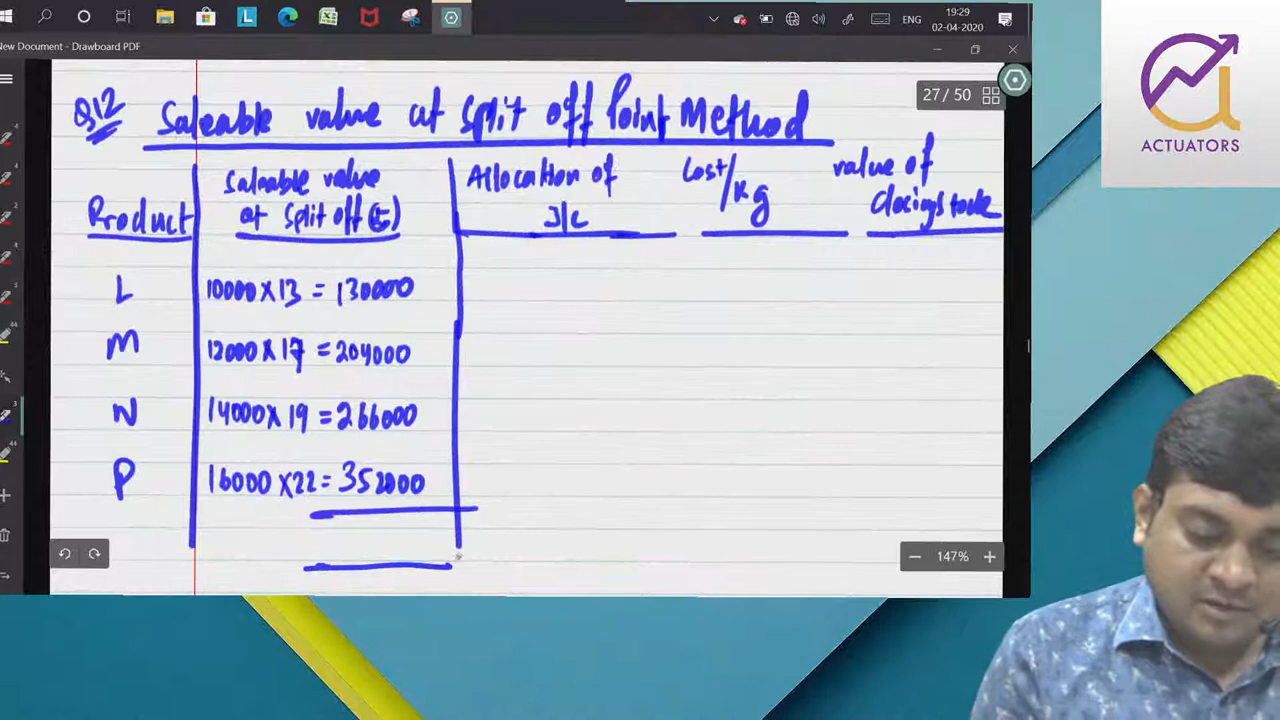 19:29
ENG
02-04-2020
New Document - Drawboard PDF
27 / 50
ACTUATORS
Q12 Saleable value at split off Point Method
Product
Saleable value
at split off (₹)
Allocation of
J/C
Cost/
Kg
value of
closing stock
L 10000 x 13 = 130000
M 12000 x 17 = 204000
N 14000 x 19 = 266000
P 16000 x 22 = 352000
147%